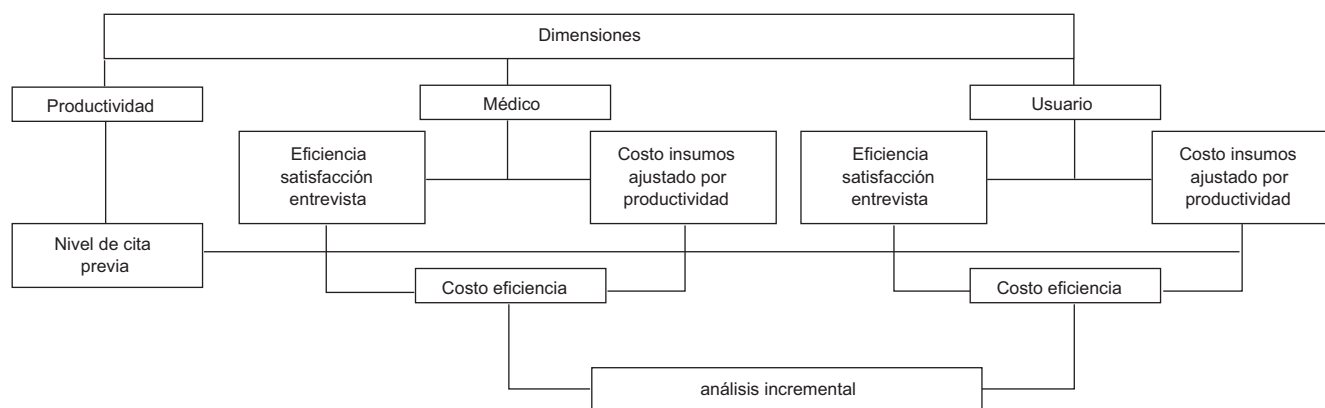 Dimensiones
Productividad
Médico
Usuario
Eficiencia
satisfacción
entrevista
Costo insumos
ajustado por
productividad
Eficiencia
satisfacción
entrevista
Costo insumos
ajustado por
productividad
Nivel de cita
previa
Costo eficiencia
Costo eficiencia
análisis incremental